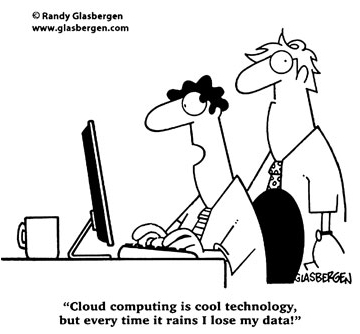 © Randy Glasbergen
www.glasbergen.com
GLASBERGEN
“Cloud computing is cool technology,
but every time it rains I lose my data!”